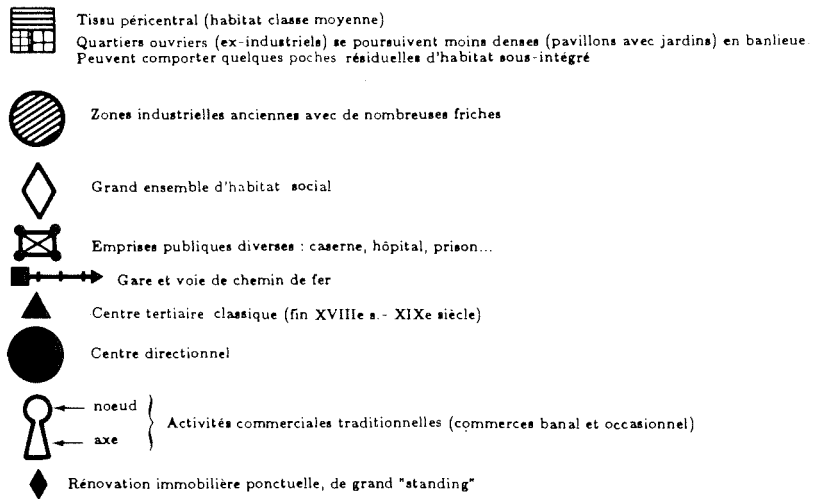 Tissu péricentral (habitat classe moyenne)
Quartiers ouvriers (ex-industriels) se poursuivent moins denses (pavillons avec jardins) en banlieue.
Peuvent comporter quelques poches résiduelles d'habitat sous-intégré
Zones industrielles anciennes avec de nombreuses friches
Grand ensemble d'habitat social
Emprises publiques diverses : caserne, hôpital, prison...
Gare et voie de chemin de fer
Centre tertiaire classique (fin XVIIIe s.- XIXe siècle)
Centre directionnel
noeud
Activités commerciales traditionnelles (commerces banal et occasionnel)
axe
Rénovation immobilière ponctuelle, de grand "standing"